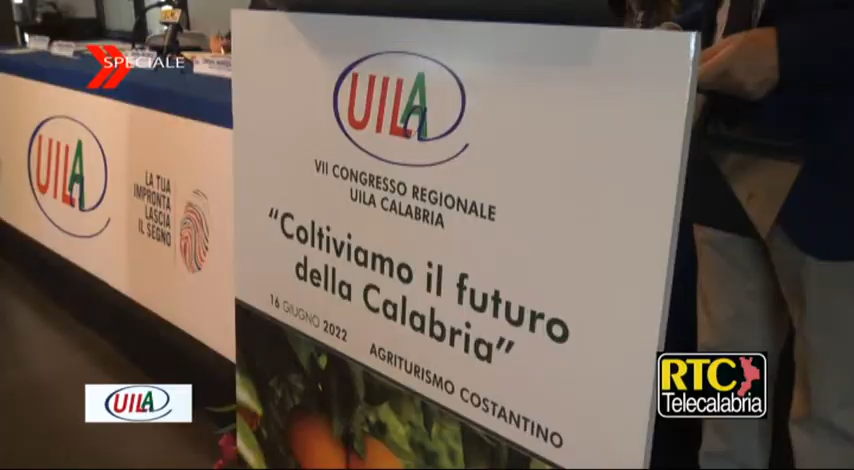 SPECIALE
UILA
LA TUA
IMPRONTA
LASCIA
IL SEGNO
UILA
VII CONGRESSO REGIONALE
UILA CALABRIA
“Coltiviamo il futuro
della Calabria”
16 GIUGNO 2022
AGRITURISMO COSTANTINO
UILA
RTC
Telecalabria